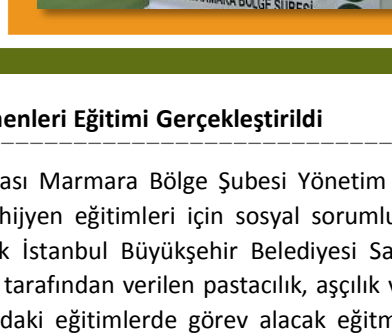 MARMARA BÖLGE ŞUBESİ
nenleri Eğitimi Gerçekleştirildi
ası Marmara Bölge Şubesi Yönetim
hijyen eğitimleri için sosyal sorumlu
k İstanbul Büyükşehir Belediyesi Sa
tarafından verilen pastacılık, aşçılık v
daki eğitimlerde görev alacak eğitm